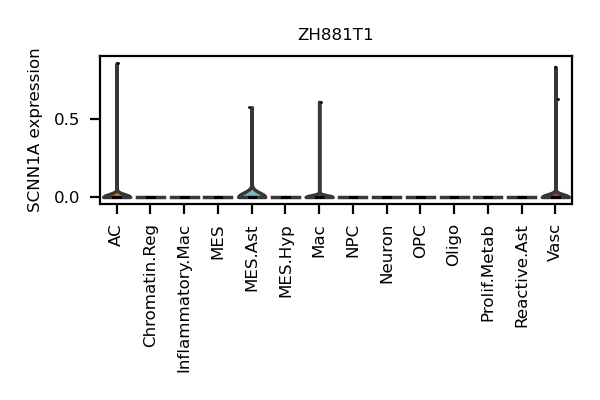 ZH881T1
SCNN1A expression
0.5
0.0
AC
Chromatin.Reg
Inflammatory.Mac
MES
MES.Ast
MES.Hyp
Mac
NPC
Neuron
OPC
Oligo
Prolif.Metab
Reactive.Ast
Vasc